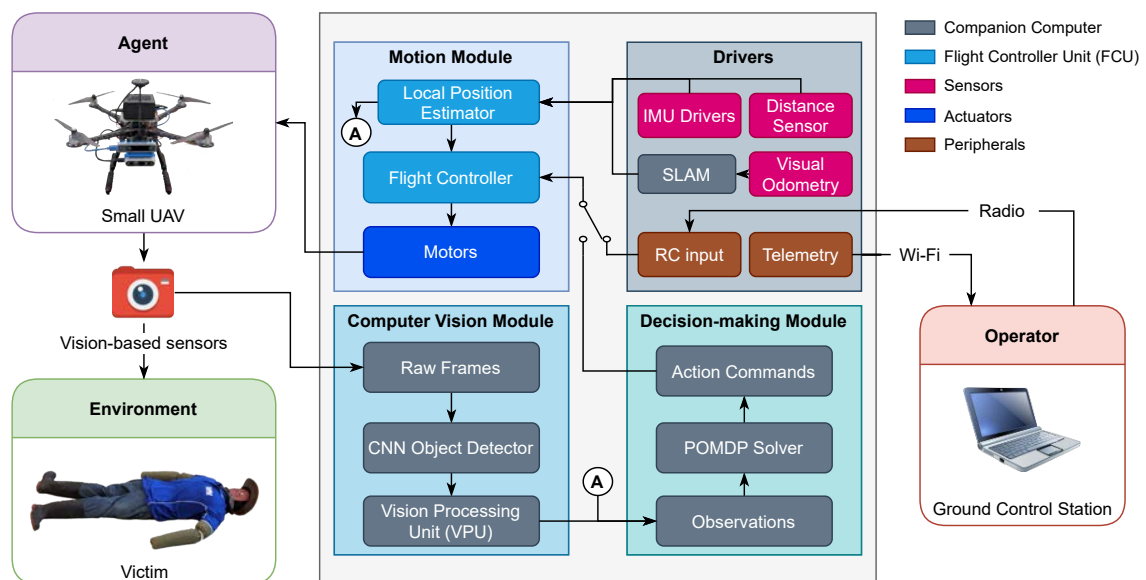 Agent
Small UAV
Vision-based sensors
Environment
Victim
Motion Module
Local Position
Estimator
A
Flight Controller
Motors
Drivers
IMU Drivers
Distance
Sensor
SLAM
Visual
Odometry
RC input
Telemetry
Computer Vision Module
Raw Frames
CNN Object Detector
Vision Processing
Unit (VPU)
A
Decision-making Module
Action Commands
POMDP Solver
Observations
Companion Computer
Flight Controller Unit (FCU)
Sensors
Actuators
Peripherals
Radio
Wi-Fi
Operator
Ground Control Station